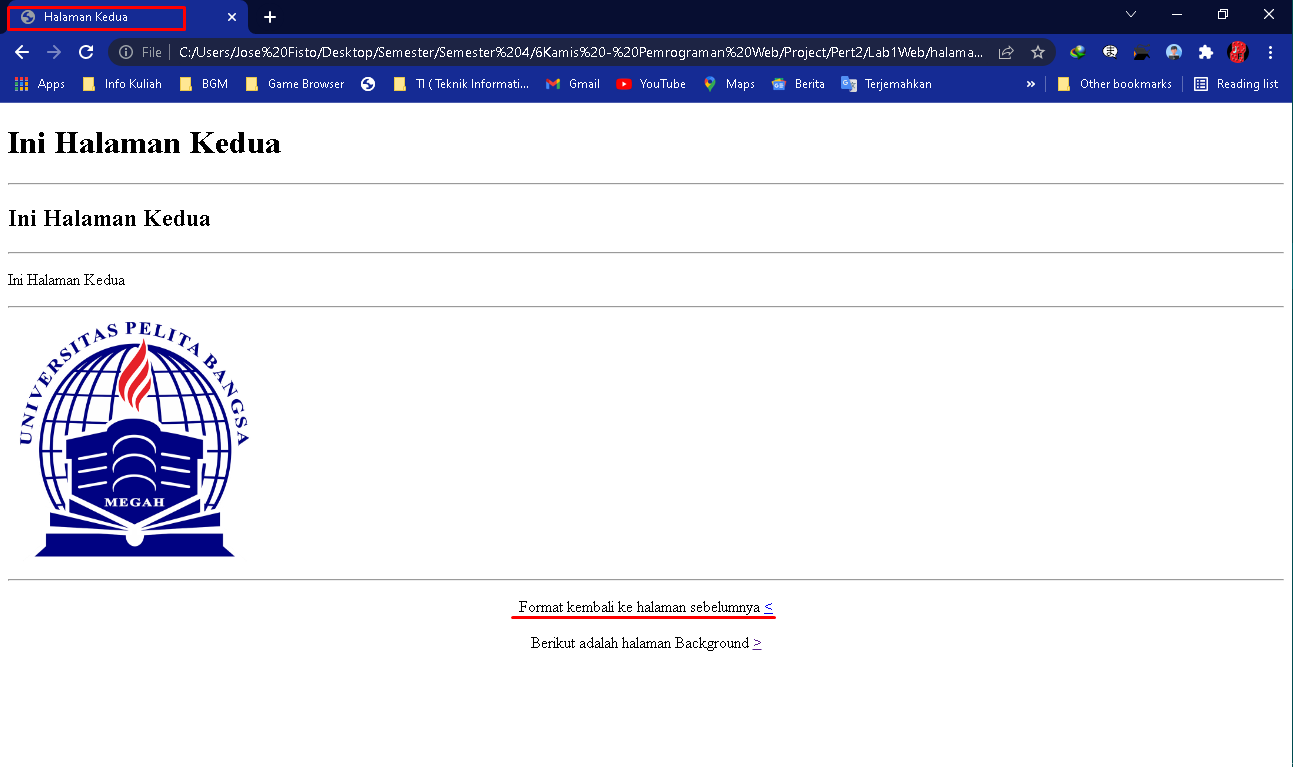 Halaman Kedua
File C:/Users/Jose%20Fisto/Desktop/Semester/Semester%204/6Kamis%20-%20Pemrograman%20Web/Project/Pert2/Lab1Web/halama...
Apps Info Kuliah BGM Game Browser TI ( Teknik Informati... Gmail YouTube Maps Berita Terjemahkan » Other bookmarks Reading list
Ini Halaman Kedua
Ini Halaman Kedua
Ini Halaman Kedua
UNIVERSITAS PELITA BANGSA
MEGAH
Format kembali ke halaman sebelumnya <
Berikut adalah halaman Background >